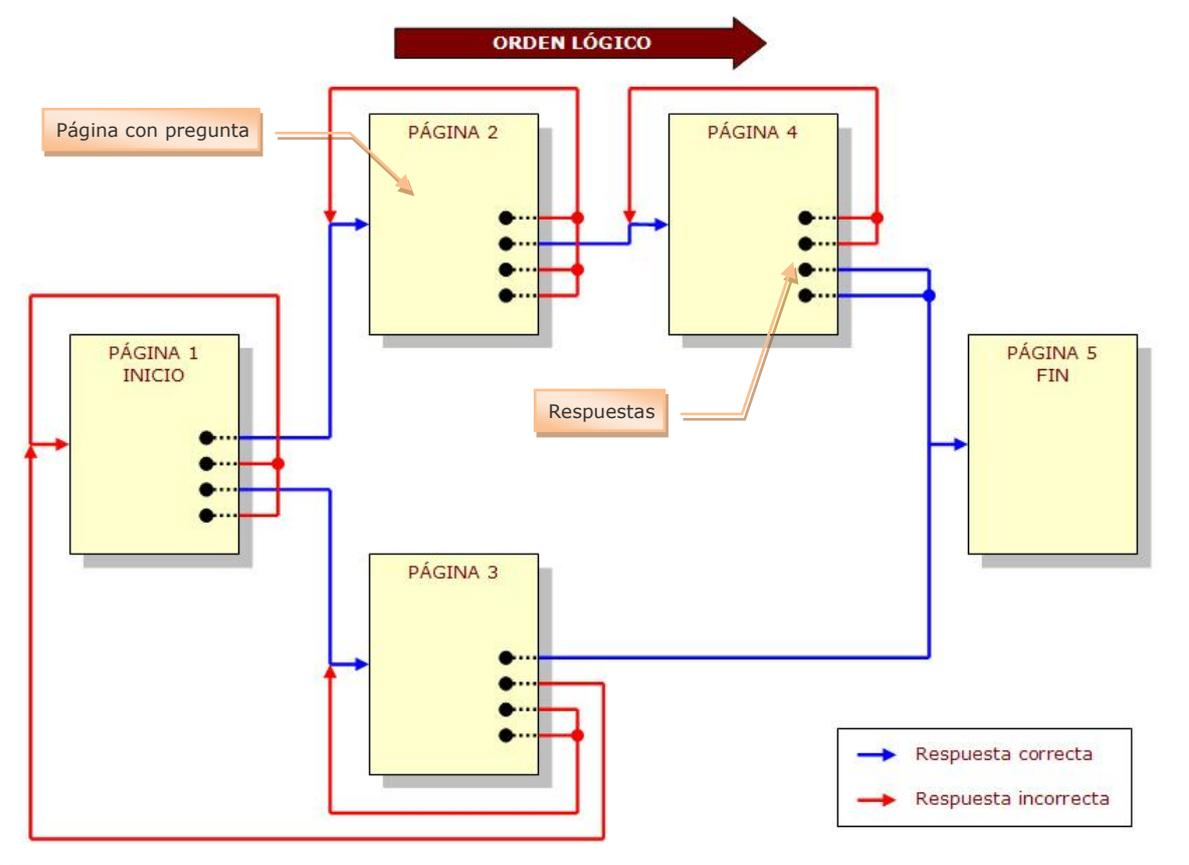 ORDEN LÓGICO
Página con pregunta
PÁGINA 2
PÁGINA 4
PÁGINA 1
INICIO
PÁGINA 5
FIN
Respuestas
PÁGINA 3
Respuesta correcta
Respuesta incorrecta